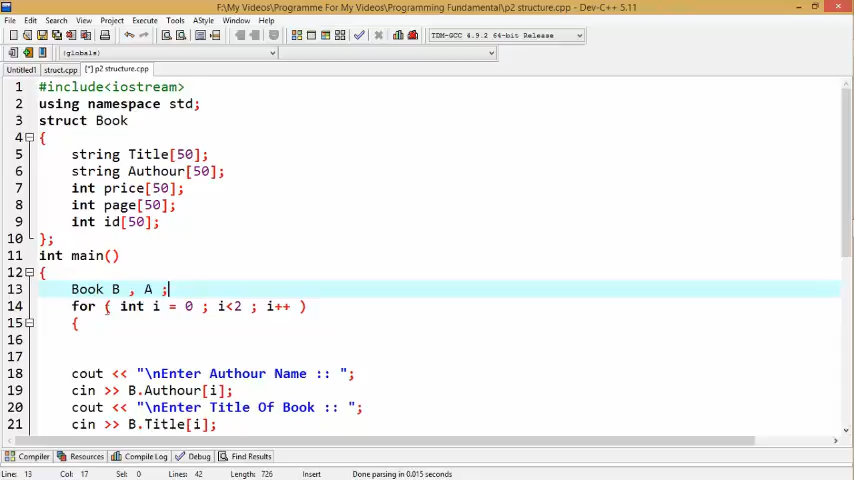 F:\My Videos\Programme For My Videos\Programming Fundamental\p2 structure.cpp - Dev-C++ 5.11
File Edit Search View Project Execute Tools AStyle Window Help
TDM-GCC 4.9.2 64-bit Release
(globals)
Untitled1 struct.cpp [*] p2 structure.cpp
1 #include<iostream>
2 using namespace std;
3 struct Book
4 {
5 string Title[50];
6 string Authour[50];
7 int price[50];
8 int page[50];
9 int id[50];
10 };
11 int main()
12 {
13 Book B , A ;
14 for ( int i = 0 ; i<2 ; i++ )
15 {
16
17
18 cout << "\nEnter Authour Name :: ";
19 cin >> B.Authour[i];
20 cout << "\nEnter Title Of Book :: ";
21 cin >> B.Title[i];
Compiler Resources Compile Log Debug Find Results
Line: 13 Col: 17 Sel: 0 Lines: 42 Length: 726 Insert Done parsing in 0.015 seconds